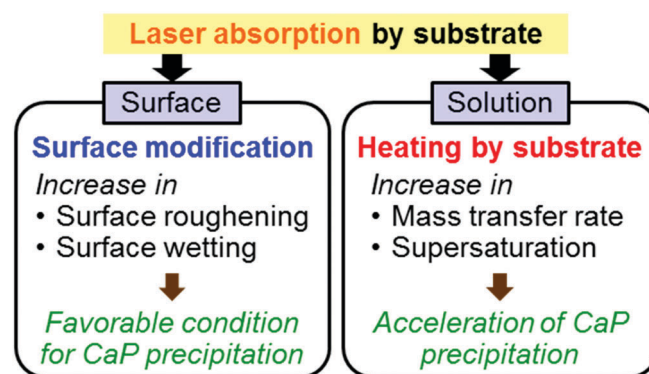 Laser absorption by substrate
Surface
Surface modification
Increase in
• Surface roughening
• Surface wetting
Favorable condition
for CaP precipitation
Solution
Heating by substrate
Increase in
• Mass transfer rate
• Supersaturation
Acceleration of CaP
precipitation